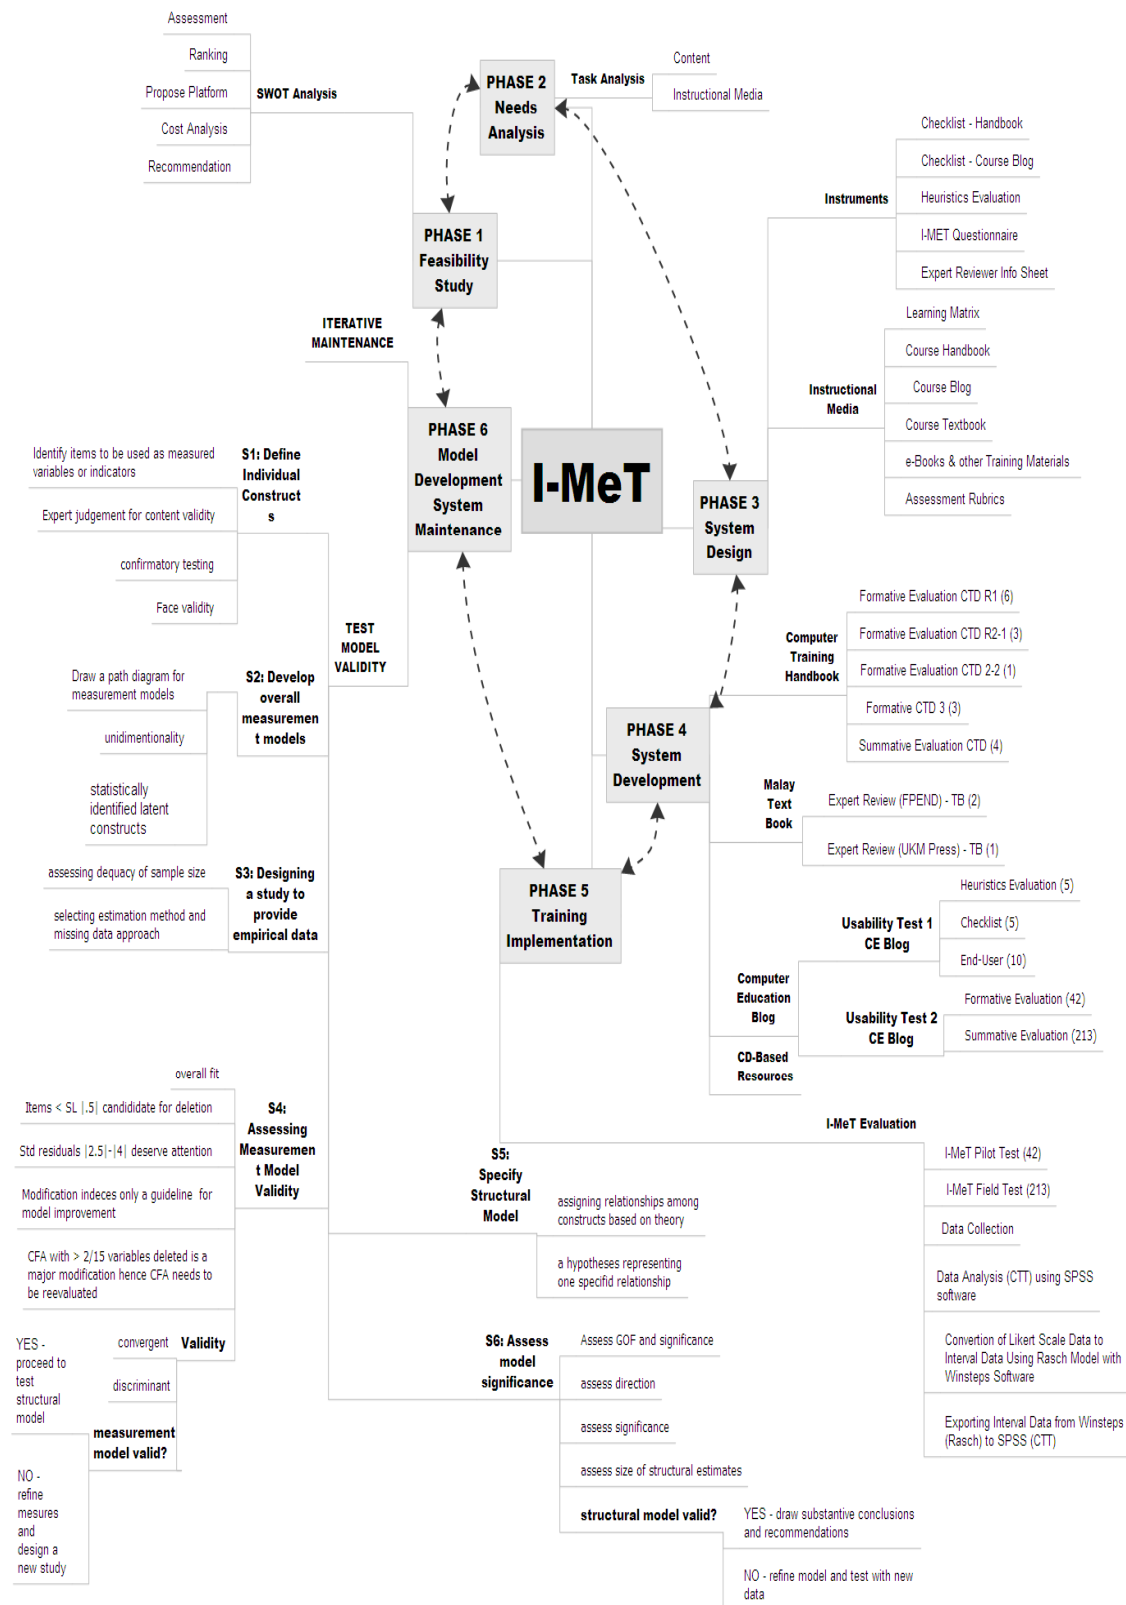 I-MeT
PHASE 1
Feasibility
Study
SWOT Analysis
Assessment
Ranking
Propose Platform
Cost Analysis
Recommendation
PHASE 2
Needs
Analysis
Task Analysis
Content
Instructional Media
PHASE 3
System
Design
Instruments
Checklist - Handbook
Checklist - Course Blog
Heuristics Evaluation
I-MET Questionnaire
Expert Reviewer Info Sheet
Instructional
Media
Learning Matrix
Course Handbook
Course Blog
Course Textbook
e-Books & other Training Materials
Assessment Rubrics
PHASE 4
System
Development
Computer
Training
Handbook
Formative Evaluation CTD R1 (6)
Formative Evaluation CTD R2-1 (3)
Formative Evaluation CTD 2-2 (1)
Formative CTD 3 (3)
Summative Evaluation CTD (4)
Malay
Text
Book
Expert Review (FPEND) - TB (2)
Expert Review (UKM Press) - TB (1)
Computer
Education
Blog
Usability Test 1
CE Blog
Heuristics Evaluation (5)
Checklist (5)
End-User (10)
Usability Test 2
CE Blog
Formative Evaluation (42)
Summative Evaluation (213)
CD-Based
Resources
PHASE 5
Training
Implementation
I-MeT Evaluation
I-MeT Pilot Test (42)
I-MeT Field Test (213)
Data Collection
Data Analysis (CTT) using SPSS
software
Convertion of Likert Scale Data to
Interval Data Using Rasch Model with
Winsteps Software
Exporting Interval Data from Winsteps
(Rasch) to SPSS (CTT)
PHASE 6
Model
Development
System
Maintenance
ITERATIVE
MAINTENANCE
TEST
MODEL
VALIDITY
S1: Define
Individual
Construct
s
Identify items to be used as measured
variables or indicators
Expert judgement for content validity
confirmatory testing
Face validity
S2: Develop
overall
measuremen
t models
Draw a path diagram for
measurement models
unidimentionality
statistically
identified latent
constructs
S3: Designing
a study to
provide
empirical data
assessing dequacy of sample size
selecting estimation method and
missing data approach
S4:
Assessing
Measuremen
t Model
Validity
overall fit
Items < SL |.5| candididate for deletion
Std residuals |2.5|-|4| deserve attention
Modification indeces only a guideline for
model improvement
CFA with > 2/15 variables deleted is a
major modification hence CFA needs to
be reevaluated
Validity
convergent
discriminant
measurement
model valid?
YES -
proceed to
test
structural
model
NO -
refine
mesures
and
design a
new study
S5:
Specify
Structural
Model
assigning relationships among
constructs based on theory
a hypotheses representing
one specifid relationship
S6: Assess
model
significance
Assess GOF and significance
assess direction
assess significance
assess size of structural estimates
structural model valid?
YES - draw substantive conclusions
and recommendations
NO - refine model and test with new
data